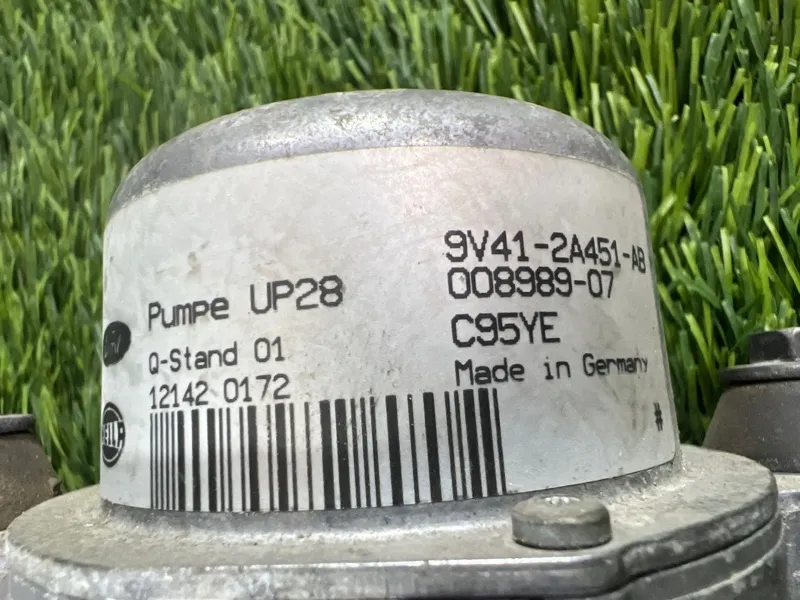 Pumpe UP28
Q-Stand 01
12142 0172
9V41-2A451-AB
008989-07
C95YE
Made in Germany
#